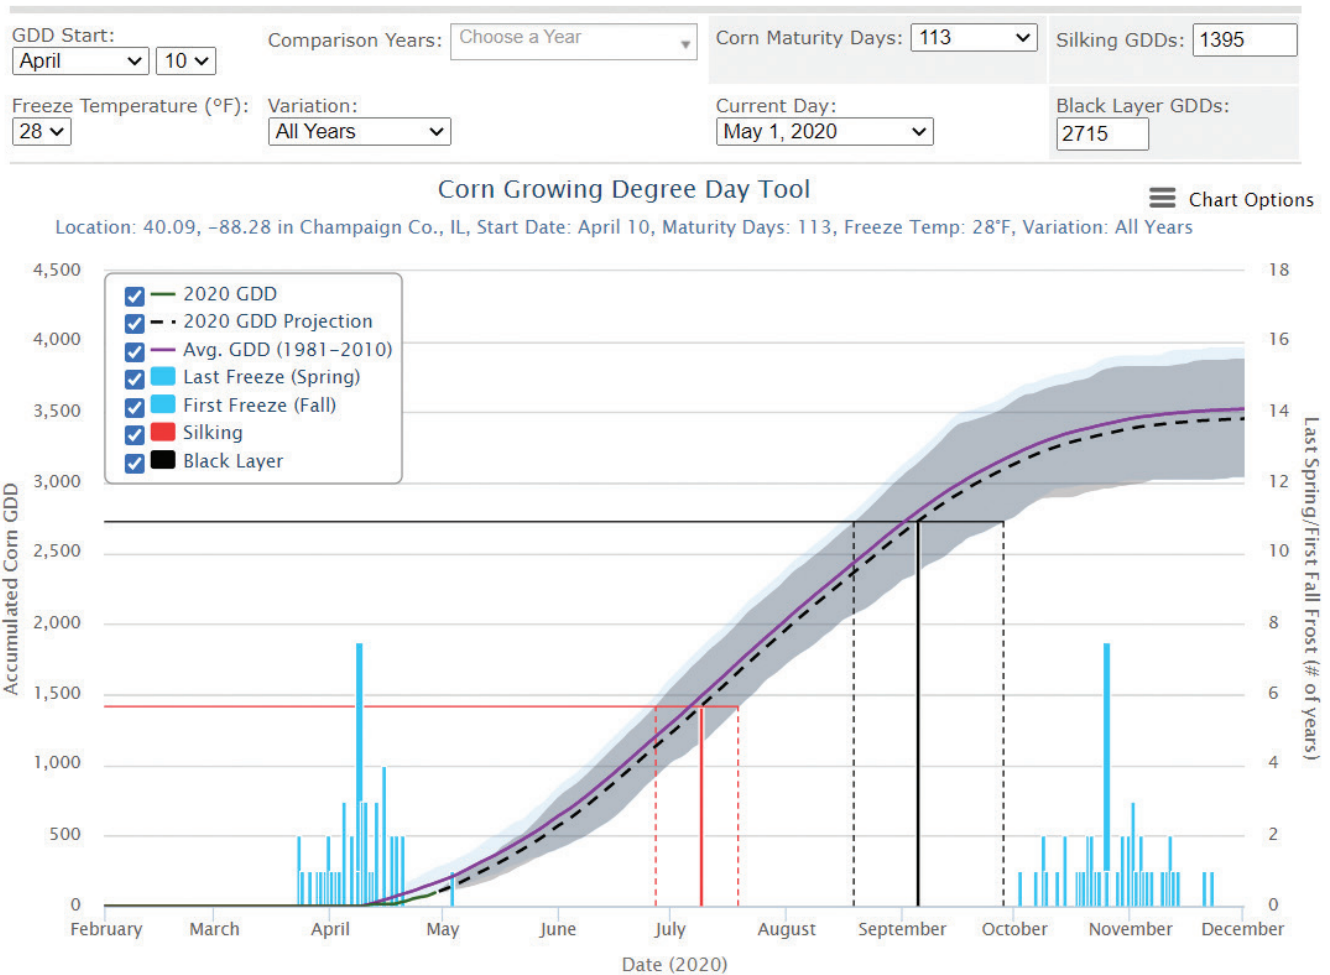 GDD Start:
April 10
Comparison Years: Choose a Year
Corn Maturity Days: 113
Silking GDDs: 1395
Freeze Temperature (°F):
28
Variation:
All Years
Current Day:
May 1, 2020
Black Layer GDDs:
2715
Corn Growing Degree Day Tool
Chart Options
Location: 40.09, -88.28 in Champaign Co., IL, Start Date: April 10, Maturity Days: 113, Freeze Temp: 28°F, Variation: All Years
2020 GDD
2020 GDD Projection
Avg. GDD (1981-2010)
Last Freeze (Spring)
First Freeze (Fall)
Silking
Black Layer
Accumulated Corn GDD
4,500
4,000
3,500
3,000
2,500
2,000
1,500
1,000
500
0
18
16
14
12
10
8
6
4
2
0
Last Spring/First Fall Frost (# of years)
February March April May June July August September October November December
Date (2020)